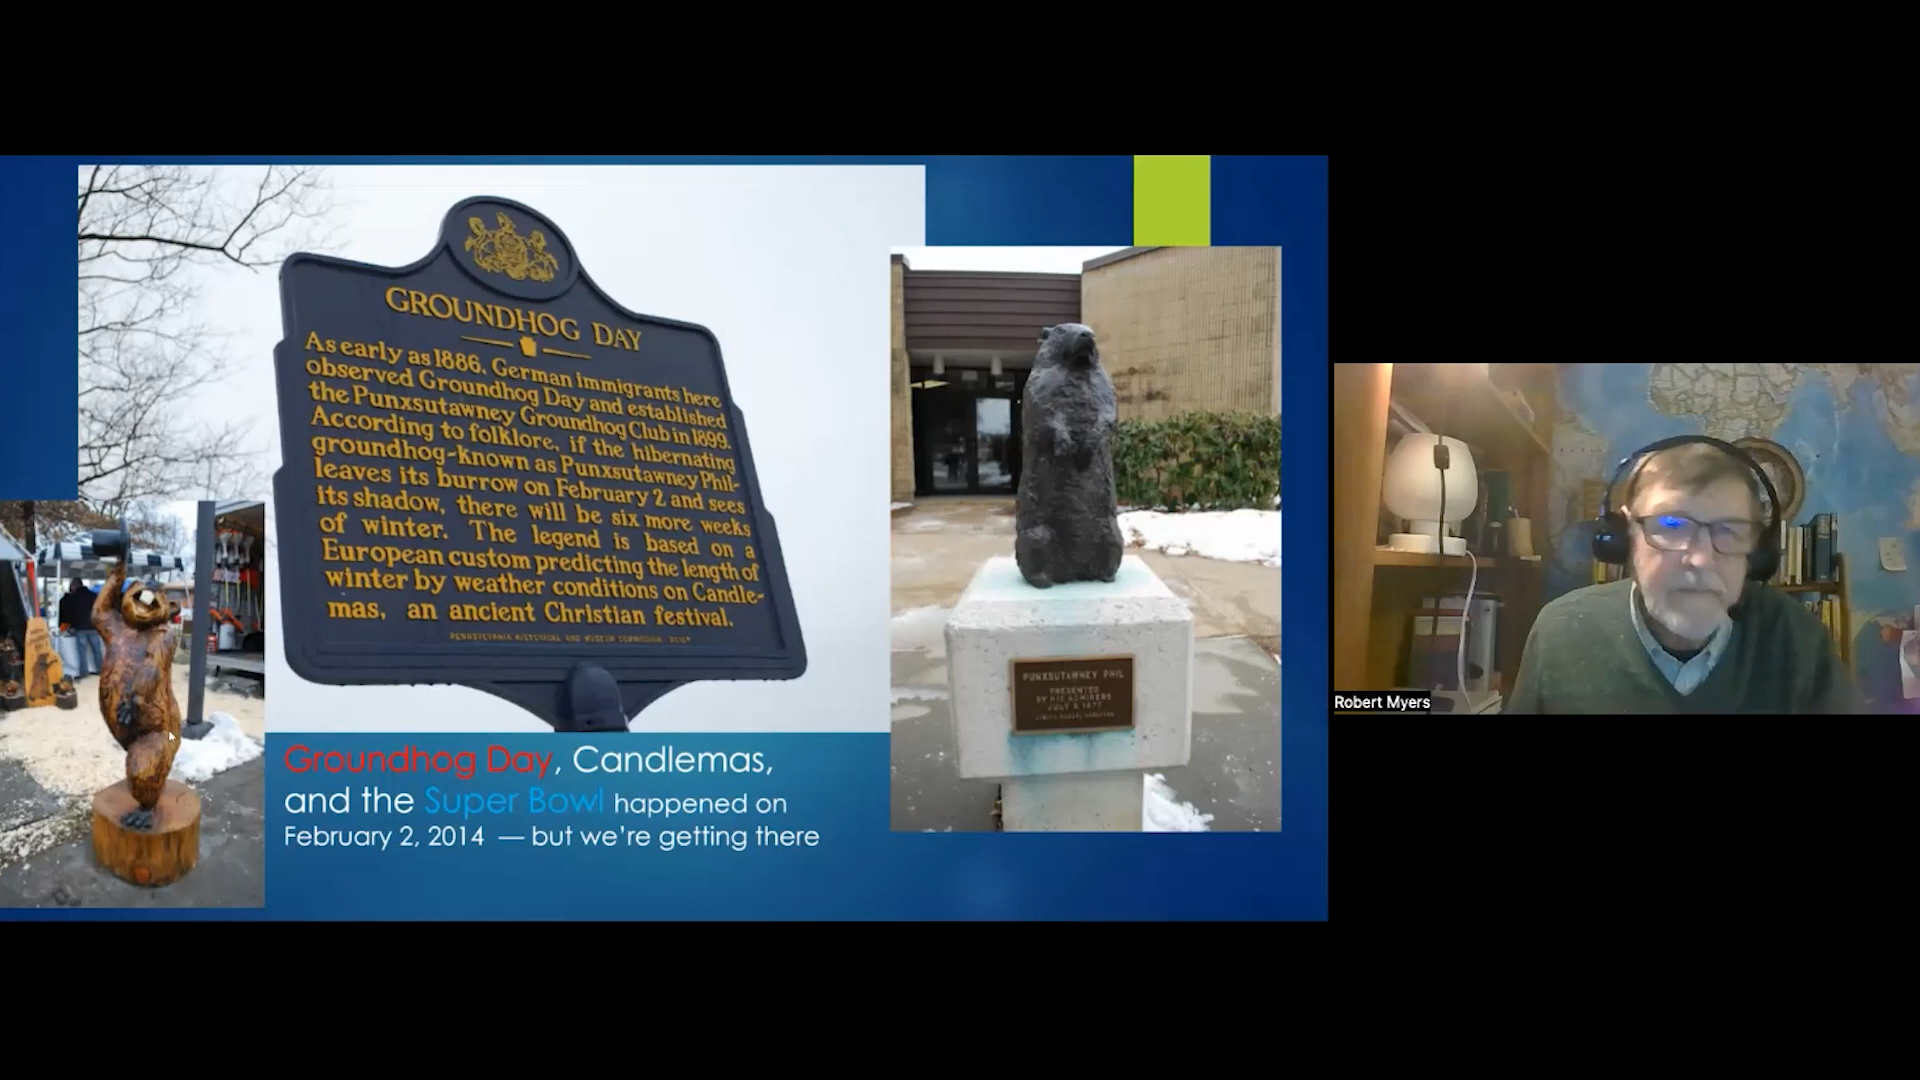 GROUNDHOG DAY
As early as 1886, German immigrants here
observed Groundhog Day and established
the Punxsutawney Groundhog Club in 1899.
According to folklore, if the hibernating
groundhog-known as Punxsutawney Phil-
leaves its burrow on February 2 and sees
its shadow, there will be six more weeks
of winter. The legend is based on a
European custom predicting the length of
winter by weather conditions on Candle-
mas, an ancient Christian festival.
PENNSYLVANIA HISTORICAL AND MUSEUM COMMISSION
PUNXSUTAWNEY PHIL
PRESENTED
BY HIS ADMIRERS
JULY 1977
Groundhog Day, Candlemas,
and the Super Bowl happened on
February 2, 2014 — but we're getting there
Robert Myers